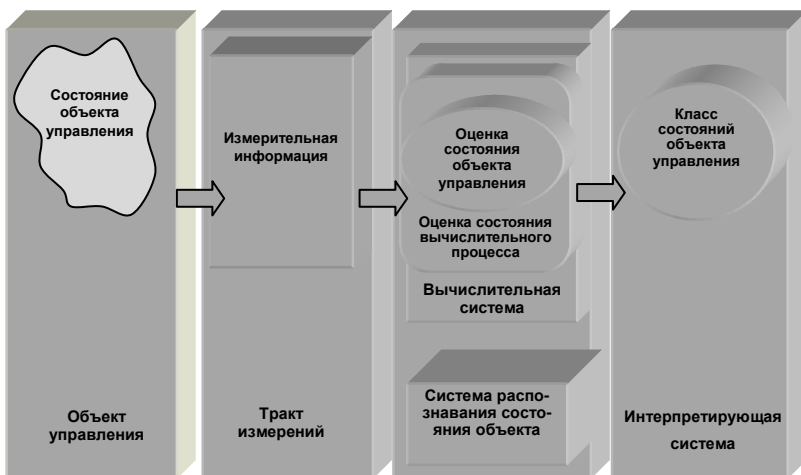 Состояние
объекта
управления
Объект
управления
Измерительная
информация
Тракт
измерений
Оценка
состояния
объекта
управления
Оценка состояния
вычислительного
процесса
Вычислительная
система
Система распо-
знавания состо-
яния объекта
Класс
состояний
объекта
управления
Интерпретирующая
система